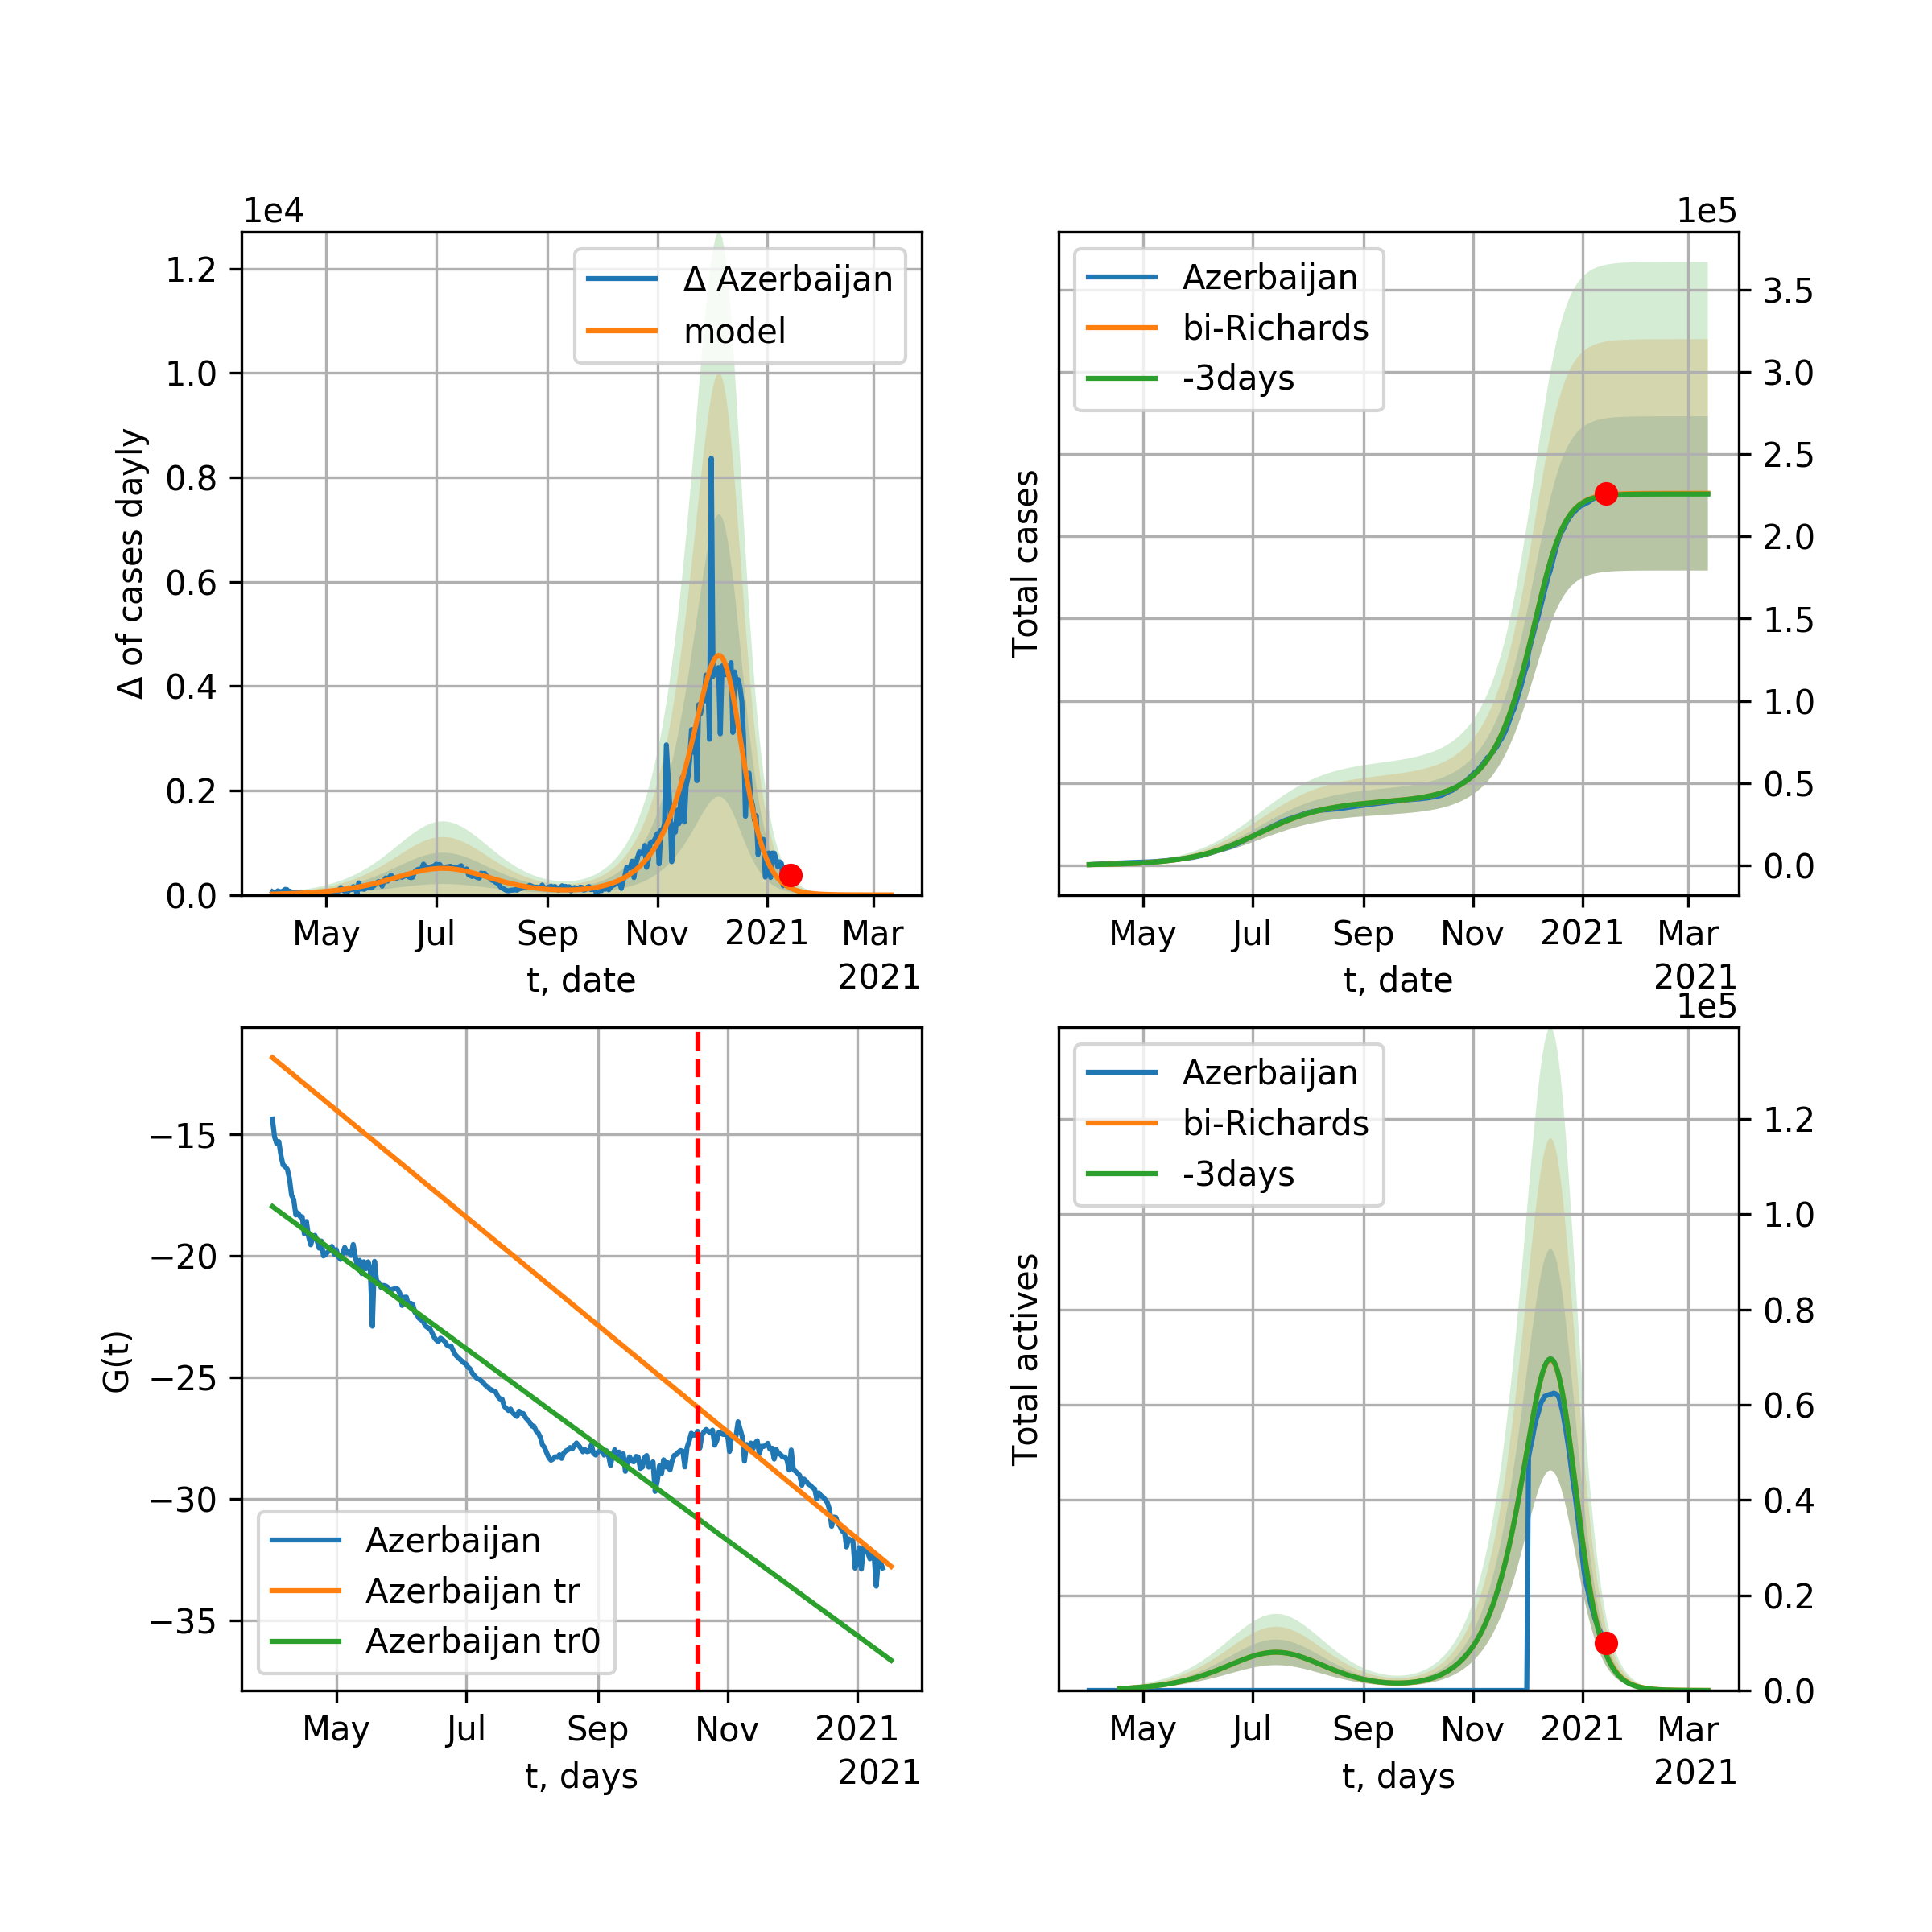 1e4
1.2
1.0
0.8
0.6
0.4
0.2
0.0
Δ of cases dayly
Δ Azerbaijan
model
May Jul Sep Nov 2021 Mar
t, date
2021
1e5
3.5
3.0
2.5
2.0
1.5
1.0
0.5
0.0
Total cases
Azerbaijan
bi-Richards
-3days
May Jul Sep Nov 2021 Mar
t, date
2021
−15
−20
−25
−30
−35
G(t)
Azerbaijan
Azerbaijan tr
Azerbaijan tr0
May Jul Sep Nov 2021
t, days
2021
1e5
1.2
1.0
0.8
0.6
0.4
0.2
0.0
Total actives
Azerbaijan
bi-Richards
-3days
May Jul Sep Nov 2021 Mar
t, days
2021